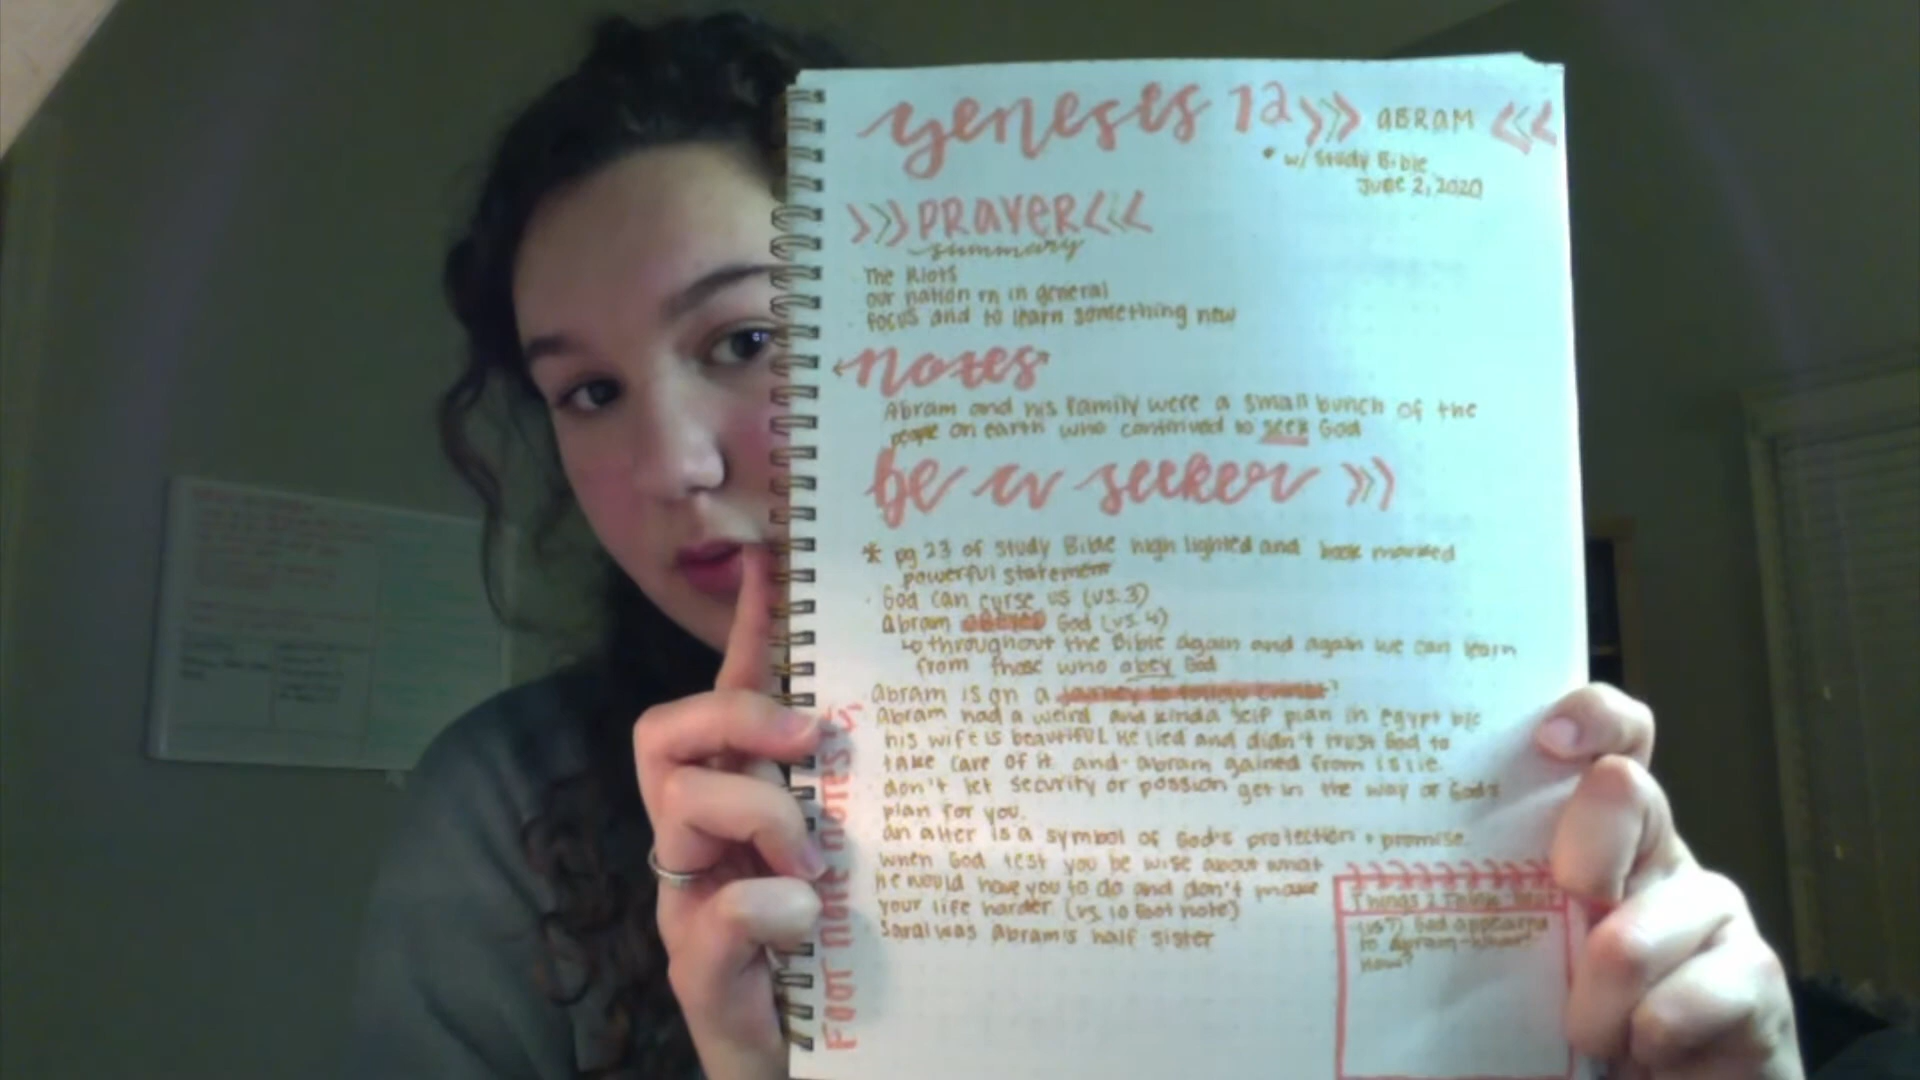 genesis 12 >>> ABRAM <<<
• w/ Study Bible
June 2, 2020
>>> PRAYER <<<
summary
The Riots
our nation rn in general
focus and to learn something new
notes
Abram and his family were a small bunch of the
people on earth who continued to seek God
be a seeker >>>
* pg 23 of study Bible high lighted and book marked
powerful statement
· God can curse us (vs. 3)
Abram obeyed God (vs. 4)
↳ throughout the Bible again and again we can learn
from those who obey God
Abram is on a journey to
Abram had a weird and kinda self plan in egypt b/c
his wife is beautiful. He lied and didn't trust God to
take care of it and Abram gained from is lie.
don't let security or possion get in the way of God's
plan for you.
an alter is a symbol of God's protection + promise
when God test you be wise about what
he would have you to do and don't make
your life harder (vs. 10 foot note)
Sarai was Abram's half sister
Foot note notes
Things 2 Think
(vs 7) God appeared
to Abram-
How?